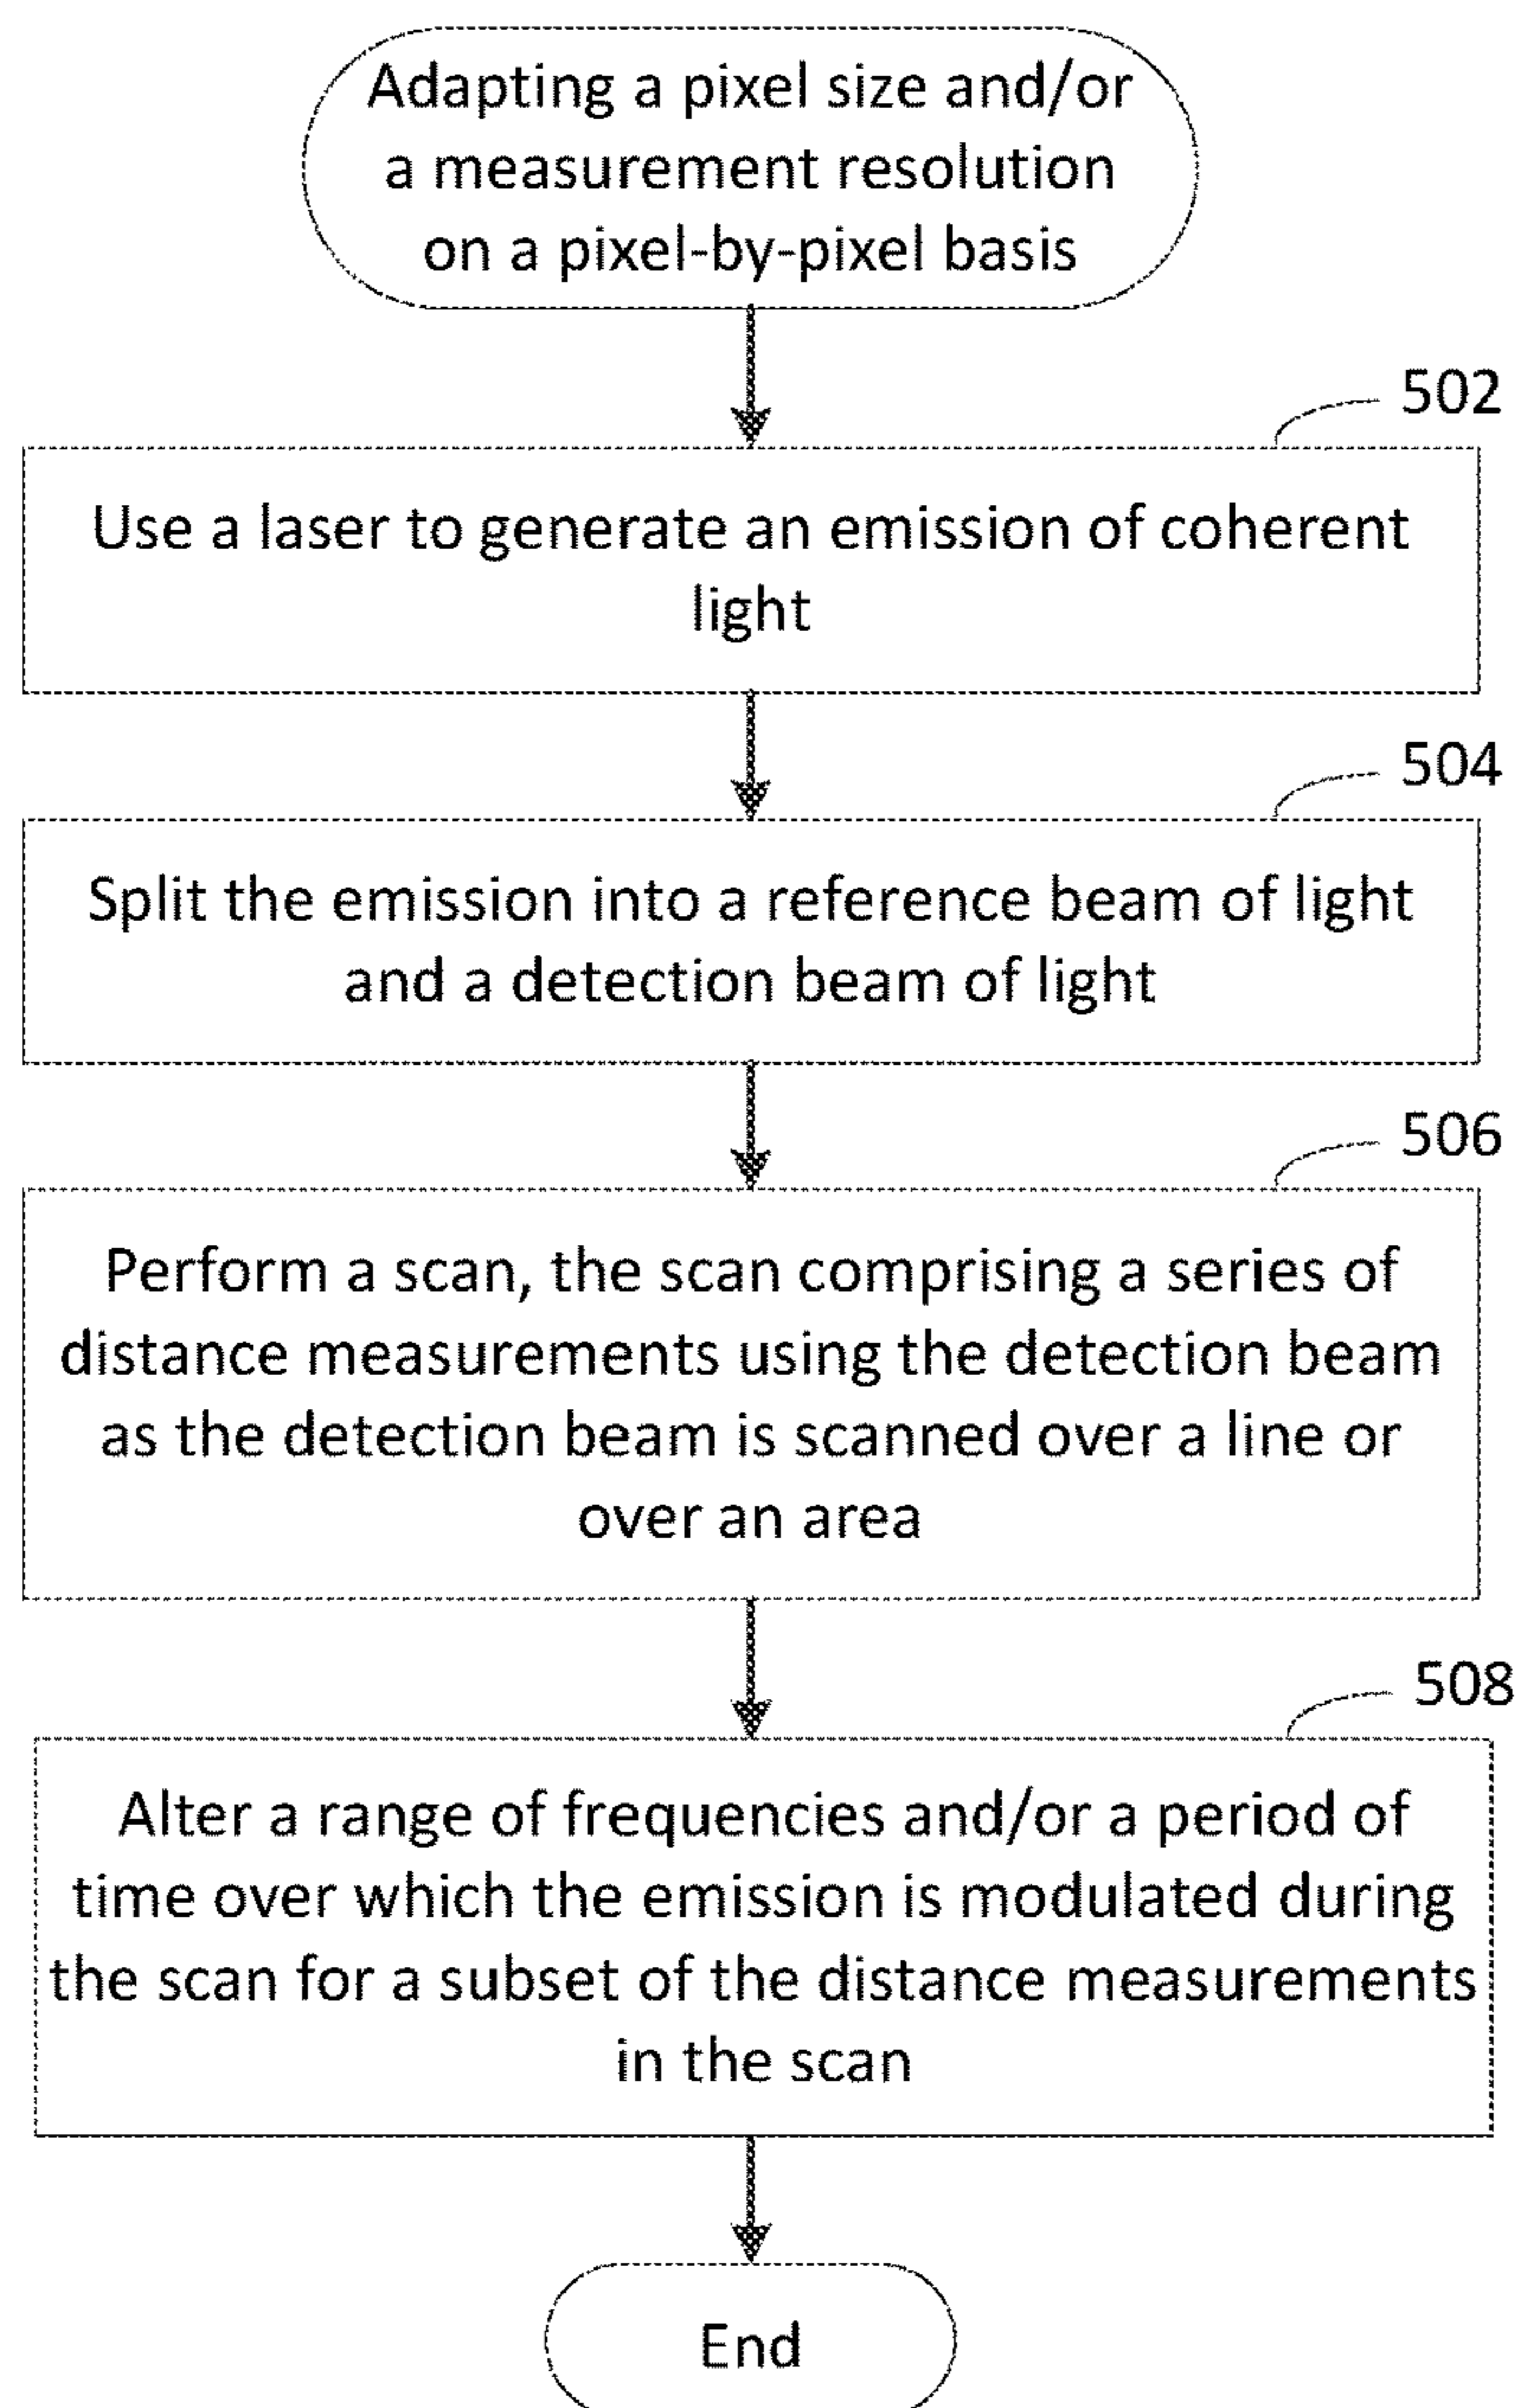 Adapting a pixel size and/or
a measurement resolution
on a pixel-by-pixel basis
502
Use a laser to generate an emission of coherent
light
504
Split the emission into a reference beam of light
and a detection beam of light
506
Perform a scan, the scan comprising a series of
distance measurements using the detection beam
as the detection beam is scanned over a line or
over an area
508
Alter a range of frequencies and/or a period of
time over which the emission is modulated during
the scan for a subset of the distance measurements
in the scan
End